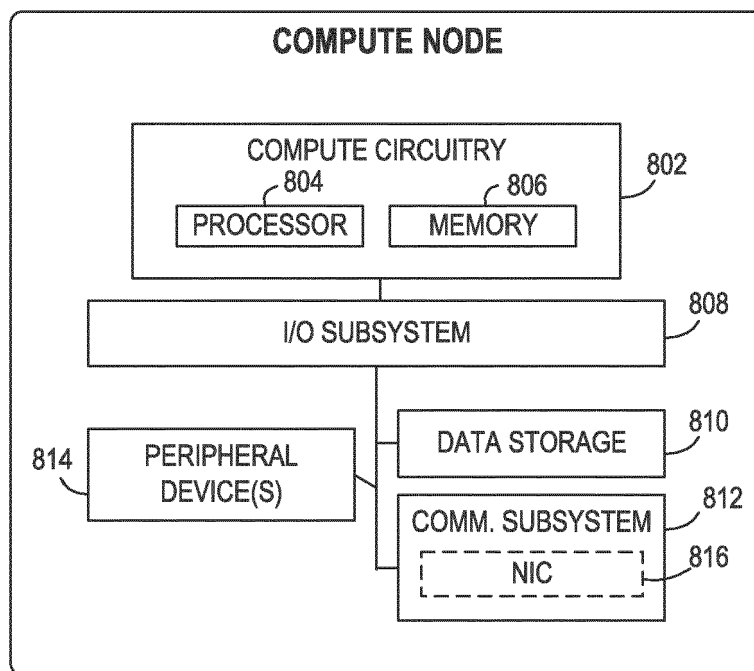 COMPUTE NODE
COMPUTE CIRCUITRY
802
804
806
PROCESSOR
MEMORY
I/O SUBSYSTEM
808
814
PERIPHERAL
DEVICE(S)
DATA STORAGE
810
COMM. SUBSYSTEM
812
NIC
816